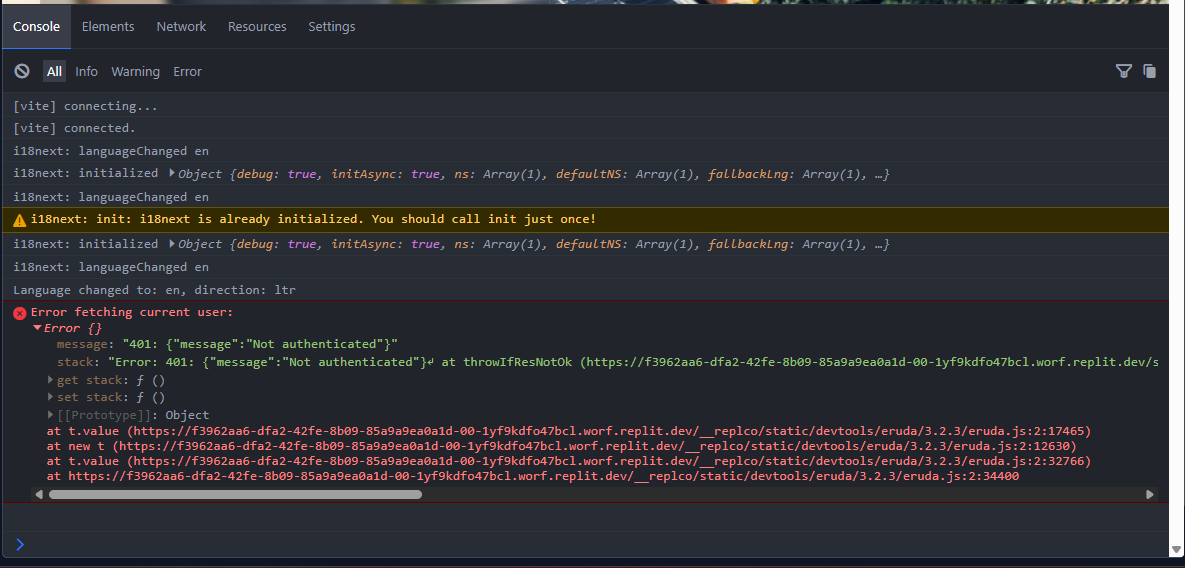 Console Elements Network Resources Settings
All Info Warning Error
[vite] connecting...
[vite] connected.
i18next: languageChanged en
i18next: initialized Object {debug: true, initAsync: true, ns: Array(1), defaultNS: Array(1), fallbackLng: Array(1), …}
i18next: languageChanged en
i18next: init: i18next is already initialized. You should call init just once!
i18next: initialized Object {debug: true, initAsync: true, ns: Array(1), defaultNS: Array(1), fallbackLng: Array(1), …}
i18next: languageChanged en
Language changed to: en, direction: ltr
Error fetching current user:
Error {}
message: "401: {"message":"Not authenticated"}"
stack: "Error: 401: {"message":"Not authenticated"}↵ at throwIfResNotOk (https://f3962aa6-dfa2-42fe-8b09-85a9a9ea0a1d-00-1yf9kdfo47bcl.worf.replit.dev/s
get stack: ƒ ()
set stack: ƒ ()
[[Prototype]]: Object
at t.value (https://f3962aa6-dfa2-42fe-8b09-85a9a9ea0a1d-00-1yf9kdfo47bcl.worf.replit.dev/__replco/static/devtools/eruda/3.2.3/eruda.js:2:17465)
at new t (https://f3962aa6-dfa2-42fe-8b09-85a9a9ea0a1d-00-1yf9kdfo47bcl.worf.replit.dev/__replco/static/devtools/eruda/3.2.3/eruda.js:2:12630)
at t.value (https://f3962aa6-dfa2-42fe-8b09-85a9a9ea0a1d-00-1yf9kdfo47bcl.worf.replit.dev/__replco/static/devtools/eruda/3.2.3/eruda.js:2:32766)
at https://f3962aa6-dfa2-42fe-8b09-85a9a9ea0a1d-00-1yf9kdfo47bcl.worf.replit.dev/__replco/static/devtools/eruda/3.2.3/eruda.js:2:34400